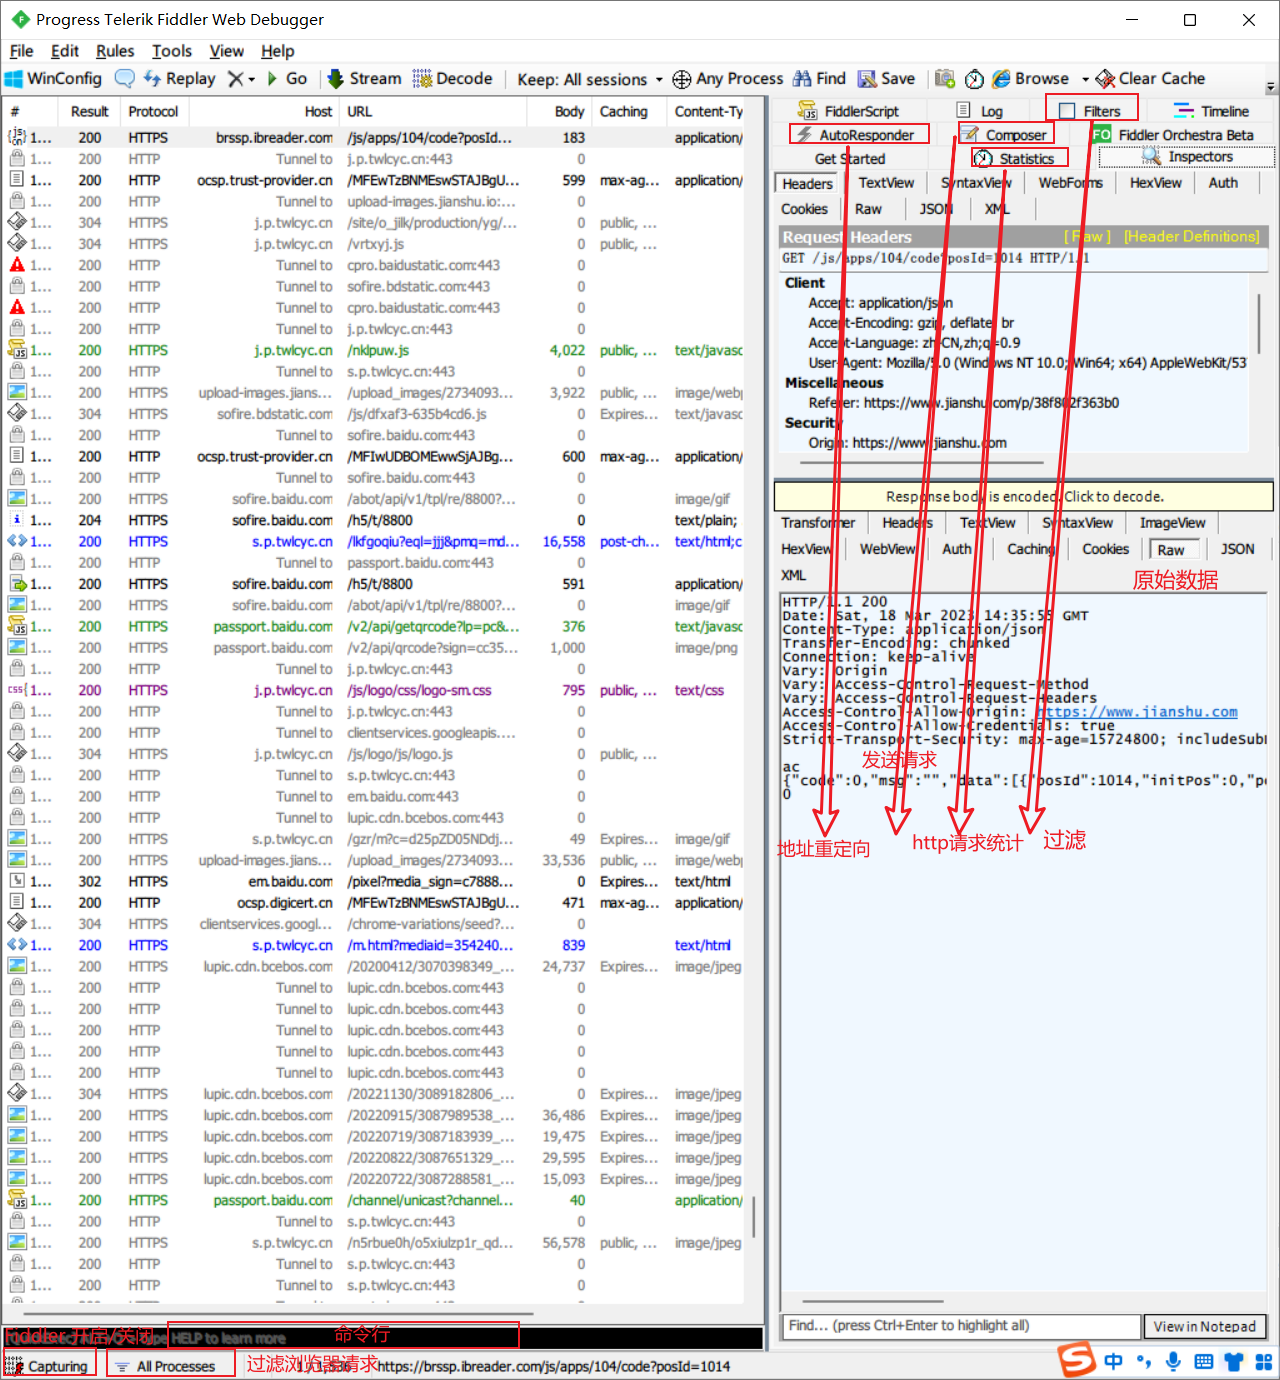 Progress Telerik Fiddler Web Debugger
File Edit Rules Tools View Help
WinConfig Replay Go Stream Decode Keep: All sessions Any Process Find Save Browse Clear Cache
# Result Protocol Host URL Body Caching Content-Ty
1... 200 HTTPS brssp.ibreader.com /js/apps/104/code?posId... 183 application/
1... 200 HTTP Tunnel to j.p.twlcyc.cn:443 0
1... 200 HTTP ocsp.trust-provider.cn /MFEwTzBNMEswSTAJBgU... 599 max-ag... application/
1... 200 HTTP Tunnel to upload-images.jianshu.io:... 0
1... 304 HTTPS j.p.twlcyc.cn /site/o_jilk/production/yg/... 0 public, ...
1... 304 HTTPS j.p.twlcyc.cn /vrtxyj.js 0 public, ...
1... 200 HTTP Tunnel to cpro.baidustatic.com:443 0
1... 200 HTTP Tunnel to sofire.bdstatic.com:443 0
1... 200 HTTP Tunnel to cpro.baidustatic.com:443 0
1... 200 HTTP Tunnel to j.p.twlcyc.cn:443 0
1... 200 HTTPS j.p.twlcyc.cn /nklpuw.js 4,022 public, ... text/javasc
1... 200 HTTP Tunnel to s.p.twlcyc.cn:443 0
1... 200 HTTPS upload-images.jians... /upload_images/2734093... 3,922 public, ... image/webp
1... 304 HTTPS sofire.bdstatic.com /js/dfxaf3-635b4cd6.js 0 Expires... text/javasc
1... 200 HTTP Tunnel to sofire.baidu.com:443 0
1... 200 HTTP ocsp.trust-provider.cn /MFIwUDBOMEwwSjAJBg... 600 max-ag... application/
1... 200 HTTP Tunnel to sofire.baidu.com:443 0
1... 200 HTTPS sofire.baidu.com /abot/api/v1/tpl/re/8800?... 0 image/gif
1... 204 HTTPS sofire.baidu.com /h5/t/8800 0 text/plain;
1... 200 HTTPS s.p.twlcyc.cn /lkfgoqiu?eql=jjj&pmq=md... 16,558 post-ch... text/html;c
1... 200 HTTP Tunnel to passport.baidu.com:443 0
1... 200 HTTPS sofire.baidu.com /h5/t/8800 591 application/
1... 200 HTTPS sofire.baidu.com /abot/api/v1/tpl/re/8800?... 0 image/gif
1... 200 HTTPS passport.baidu.com /v2/api/getqrcode?lp=pc&... 376 text/javasc
1... 200 HTTPS passport.baidu.com /v2/api/qrcode?sign=cc35... 1,000 image/png
1... 200 HTTP Tunnel to j.p.twlcyc.cn:443 0
1... 200 HTTPS j.p.twlcyc.cn /js/logo/css/logo-sm.css 795 public, ... text/css
1... 200 HTTP Tunnel to j.p.twlcyc.cn:443 0
1... 200 HTTP Tunnel to clientservices.googleapis.... 0
1... 304 HTTPS j.p.twlcyc.cn /js/logo/js/logo.js 0 public, ...
1... 200 HTTP Tunnel to s.p.twlcyc.cn:443 0
1... 200 HTTP Tunnel to em.baidu.com:443 0
1... 200 HTTP Tunnel to lupic.cdn.bcebos.com:443 0
1... 200 HTTPS s.p.twlcyc.cn /gzr/m?c=d25pZD05NDdj... 49 Expires... image/gif
1... 200 HTTPS upload-images.jians... /upload_images/2734093... 33,536 public, ... image/webp
1... 302 HTTPS em.baidu.com /pixel?media_sign=c7888... 0 Expires... text/html
1... 200 HTTP ocsp.digicert.cn /MFEwTzBNMEswSTAJBgU... 471 max-ag... application/
1... 304 HTTPS clientservices.googl... /chrome-variations/seed?... 0
1... 200 HTTPS s.p.twlcyc.cn /m.html?mediaid=354240... 839 text/html
1... 200 HTTPS lupic.cdn.bcebos.com /20200412/3070398349_... 24,737 Expires... image/jpeg
1... 200 HTTP Tunnel to lupic.cdn.bcebos.com:443 0
1... 200 HTTP Tunnel to lupic.cdn.bcebos.com:443 0
1... 200 HTTP Tunnel to lupic.cdn.bcebos.com:443 0
1... 200 HTTP Tunnel to lupic.cdn.bcebos.com:443 0
1... 200 HTTP Tunnel to lupic.cdn.bcebos.com:443 0
1... 304 HTTPS lupic.cdn.bcebos.com /20221130/3089182806_... 0 Expires... image/jpeg
1... 200 HTTPS lupic.cdn.bcebos.com /20220915/3087989538_... 36,486 Expires... image/jpeg
1... 200 HTTPS lupic.cdn.bcebos.com /20220719/3087183939_... 19,475 Expires... image/jpeg
1... 200 HTTPS lupic.cdn.bcebos.com /20220822/3087651329_... 29,595 Expires... image/jpeg
1... 200 HTTPS lupic.cdn.bcebos.com /20220722/3087288581_... 15,093 Expires... image/jpeg
1... 200 HTTPS passport.baidu.com /channel/unicast?channel... 40 application/
1... 200 HTTP Tunnel to s.p.twlcyc.cn:443 0
1... 200 HTTPS s.p.twlcyc.cn /n5rbue0h/o5xiulzp1r_qd... 56,578 public, ... image/jpeg
1... 200 HTTP Tunnel to s.p.twlcyc.cn:443 0
1... 200 HTTP Tunnel to s.p.twlcyc.cn:443 0
FiddlerScript Log Filters Timeline
AutoResponder Composer FO Fiddler Orchestra Beta
Get Started Statistics Inspectors
Headers TextView SyntaxView WebForms HexView Auth
Cookies Raw JSON XML
Request Headers [ Raw ] [Header Definitions]
GET /js/apps/104/code?posId=1014 HTTP/1.1
Client
Accept: application/json
Accept-Encoding: gzip, deflate, br
Accept-Language: zh-CN,zh;q=0.9
User-Agent: Mozilla/5.0 (Windows NT 10.0; Win64; x64) AppleWebKit/537
Miscellaneous
Referer: https://www.jianshu.com/p/38f802f363b0
Security
Origin: https://www.jianshu.com
Response body is encoded. Click to decode.
Transformer Headers TextView SyntaxView ImageView
HexView WebView Auth Caching Cookies Raw JSON
XML
原始数据
HTTP/1.1 200
Date: Sat, 18 Mar 2023 14:35:55 GMT
Content-Type: application/json
Transfer-Encoding: chunked
Connection: keep-alive
Vary: Origin
Vary: Access-Control-Request-Method
Vary: Access-Control-Request-Headers
Access-Control-Allow-Origin: https://www.jianshu.com
Access-Control-Allow-Credentials: true
Strict-Transport-Security: max-age=15724800; includeSub
发送请求
ac
{"code":0,"msg":"","data":[{"posId":1014,"initPos":0,"p
0
地址重定向 http请求统计 过滤
Find... (press Ctrl+Enter to highlight all) View in Notepad
Fiddler 开启/关闭 type HELP to learn more 命令行
Capturing All Processes 过滤浏览器请求 https://brssp.ibreader.com/js/apps/104/code?posId=1014
中